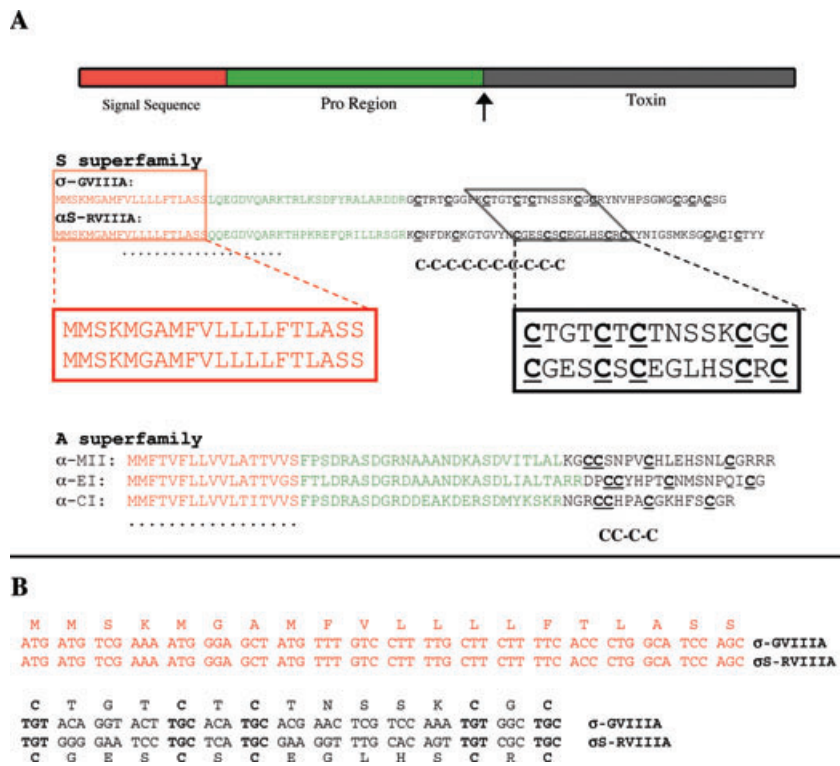 A
Signal Sequence Pro Region Toxin
S superfamily
σ-GVIIIA:
MMSKMGAMFVLLLLFTLASSLQEGDVQARKTRLKSDFYRALARDDRGCTRTCGGPKCTGTCTCTNSSKCGCRYNVHPSGWGCGCACSG
αS-RVIIIA:
MMSKMGAMFVLLLLFTLASSQQEGDVQARKTHPKREFQRILLRSGRKCNFDKCKGTGVYNCGESCSCEGLHSCRCTYNIGSMKSGCACICTYY
C-C-C-C-C-C-C-C-C-C
MMSKMGAMFVLLLLFTLASS CTGTCTCTNSSKCGC
MMSKMGAMFVLLLLFTLASS CGESCSCEGLHSCRC
A superfamily
α-MII: MMFTVFLLVVLATTVVSFPSDRASDGRNAAANDKASDVITLALKGCCSNPVCHLEHSNLCGRRR
α-EI: MMFTVFLLVVLATTVVSFTLDRASDGRDAAANDKASDLIALTARRDPCCYHPTCNMSNPQICG
α-CI: MMFTVFLLVVLTITVVSFPSDRASDGRDDEAKDERSDMYKSKRNGRCCHPACGKHFSCGR
CC-C-C
B
M M S K M G A M F V L L L L F T L A S S
ATG ATG TCG AAA ATG GGA GCT ATG TTT GTC CTT TTG CTT CTT TTC ACC CTG GCA TCC AGC σ-GVIIIA
ATG ATG TCG AAA ATG GGA GCT ATG TTT GTC CTT TTG CTT CTT TTC ACC CTG GCA TCC AGC σS-RVIIIA
C T G T C T C T N S S K C G C
TGT ACA GGT ACT TGC ACA TGC ACG AAC TCG TCC AAA TGT GGC TGC σ-GVIIIA
TGT GGG GAA TCC TGC TCA TGC GAA GGT TTG CAC AGT TGT CGC TGC σS-RVIIIA
C G E S C S C E G L H S C R C